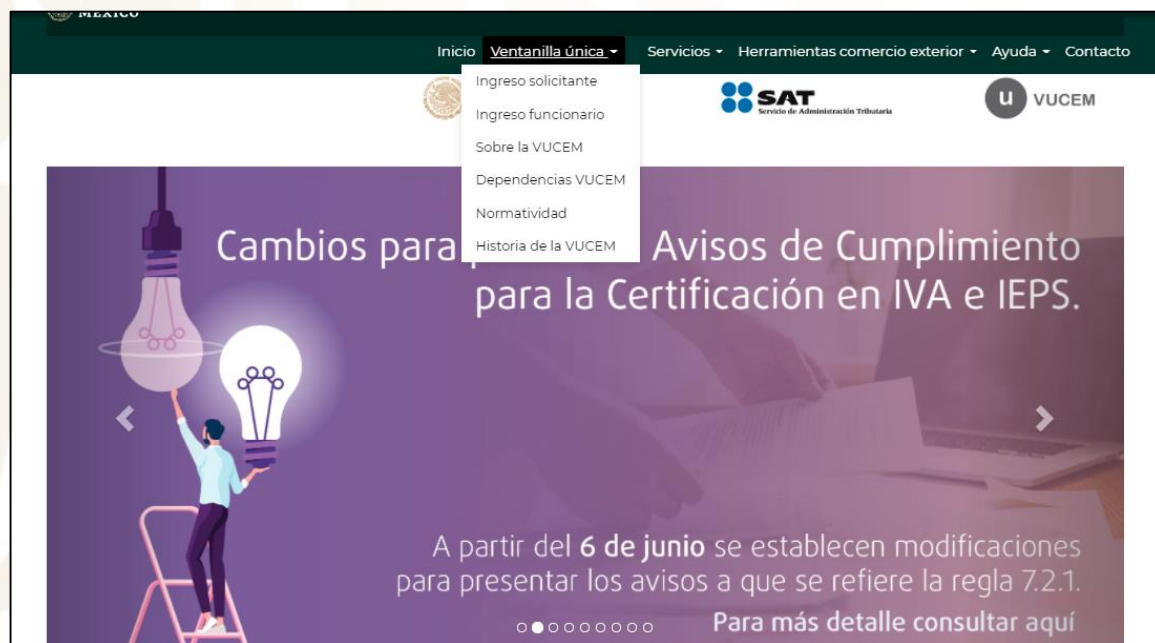 MÉXICO
Inicio Ventanilla única Servicios Herramientas comercio exterior Ayuda Contacto
Ingreso solicitante
Ingreso funcionario
Sobre la VUCEM
Dependencias VUCEM
Normatividad
Historia de la VUCEM
SAT
Servicio de Administración Tributaria
u VUCEM
Cambios para Avisos de Cumplimiento
para la Certificación en IVA e IEPS.
A partir del 6 de junio se establecen modificaciones
para presentar los avisos a que se refiere la regla 7.2.1.
Para más detalle consultar aquí